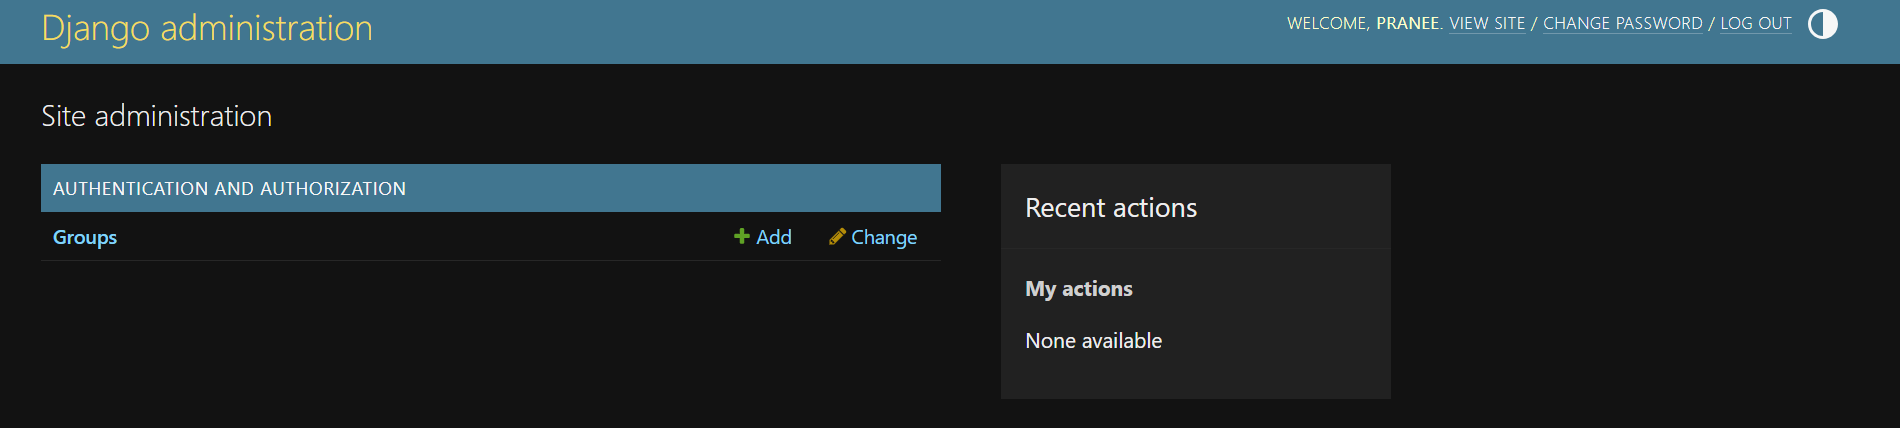 Django administration
WELCOME, PRANEE. VIEW SITE / CHANGE PASSWORD / LOG OUT
Site administration
AUTHENTICATION AND AUTHORIZATION
Groups
Add
Change
Recent actions
My actions
None available